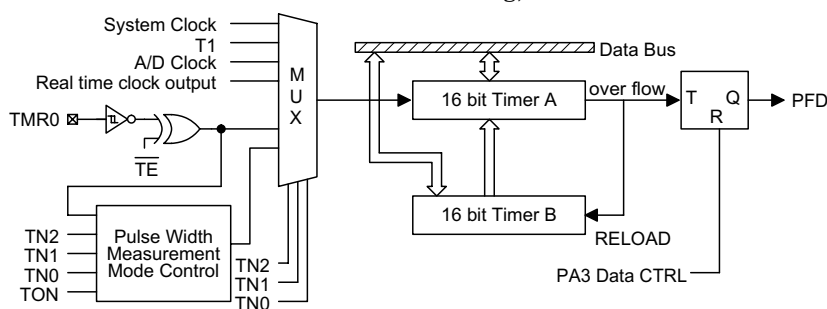 System Clock
T1
A/D Clock
Real time clock output
TMR0
TE
MUX
Data Bus
16 bit Timer A
over flow
T Q
R
PFD
16 bit Timer B
RELOAD
PA3 Data CTRL
Pulse Width
Measurement
Mode Control
TN2
TN1
TN0
TON
TN2
TN1
TN0